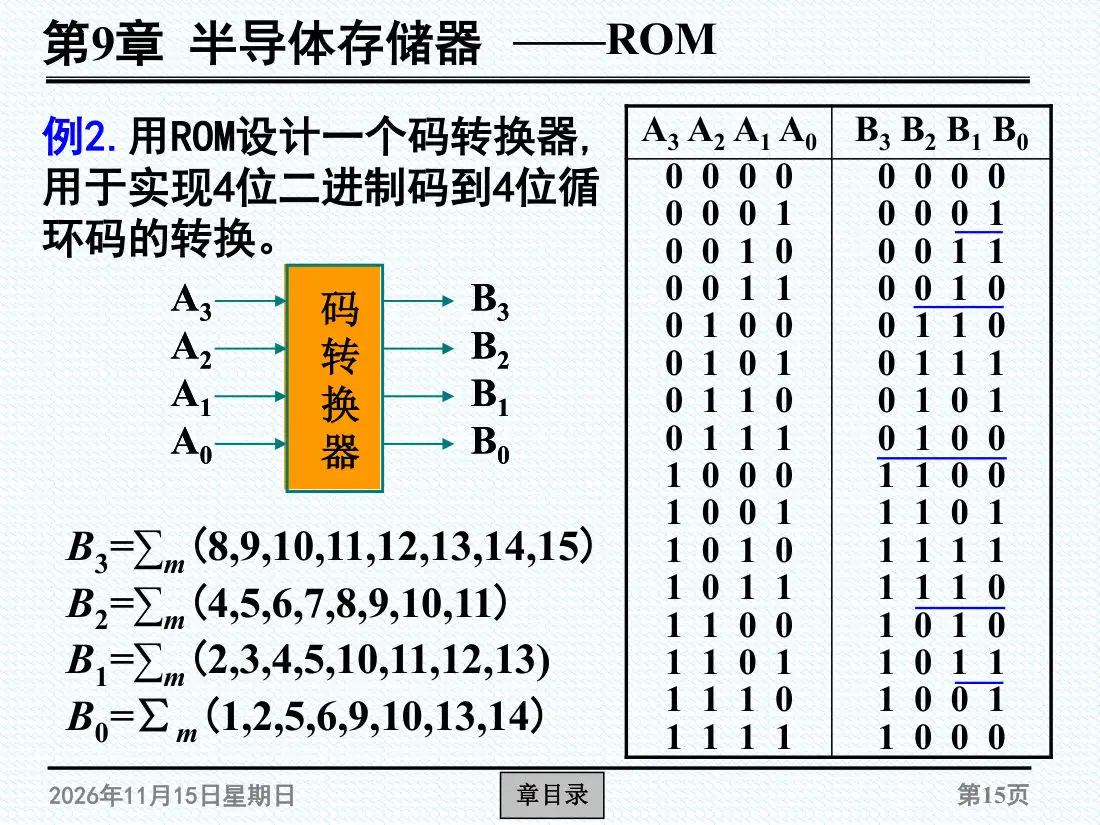 第9章 半导体存储器 ——ROM
例2.用ROM设计一个码转换器,
用于实现4位二进制码到4位循
环码的转换。
A3 码转换器 B3
A2 B2
A1 B1
A0 B0
B3=∑m(8,9,10,11,12,13,14,15)
B2=∑m(4,5,6,7,8,9,10,11)
B1=∑m(2,3,4,5,10,11,12,13)
B0=∑m(1,2,5,6,9,10,13,14)
A3 A2 A1 A0 B3 B2 B1 B0
0 0 0 0 0 0 0 0
0 0 0 1 0 0 0 1
0 0 1 0 0 0 1 1
0 0 1 1 0 0 1 0
0 1 0 0 0 1 1 0
0 1 0 1 0 1 1 1
0 1 1 0 0 1 0 1
0 1 1 1 0 1 0 0
1 0 0 0 1 1 0 0
1 0 0 1 1 1 0 1
1 0 1 0 1 1 1 1
1 0 1 1 1 1 1 0
1 1 0 0 1 0 1 0
1 1 0 1 1 0 1 1
1 1 1 0 1 0 0 1
1 1 1 1 1 0 0 0
2026年11月15日星期日 章目录 第15页